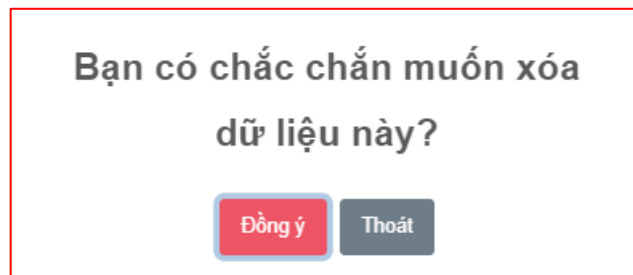 Bạn có chắc chắn muốn xóa
dữ liệu này?
Đồng ý Thoát